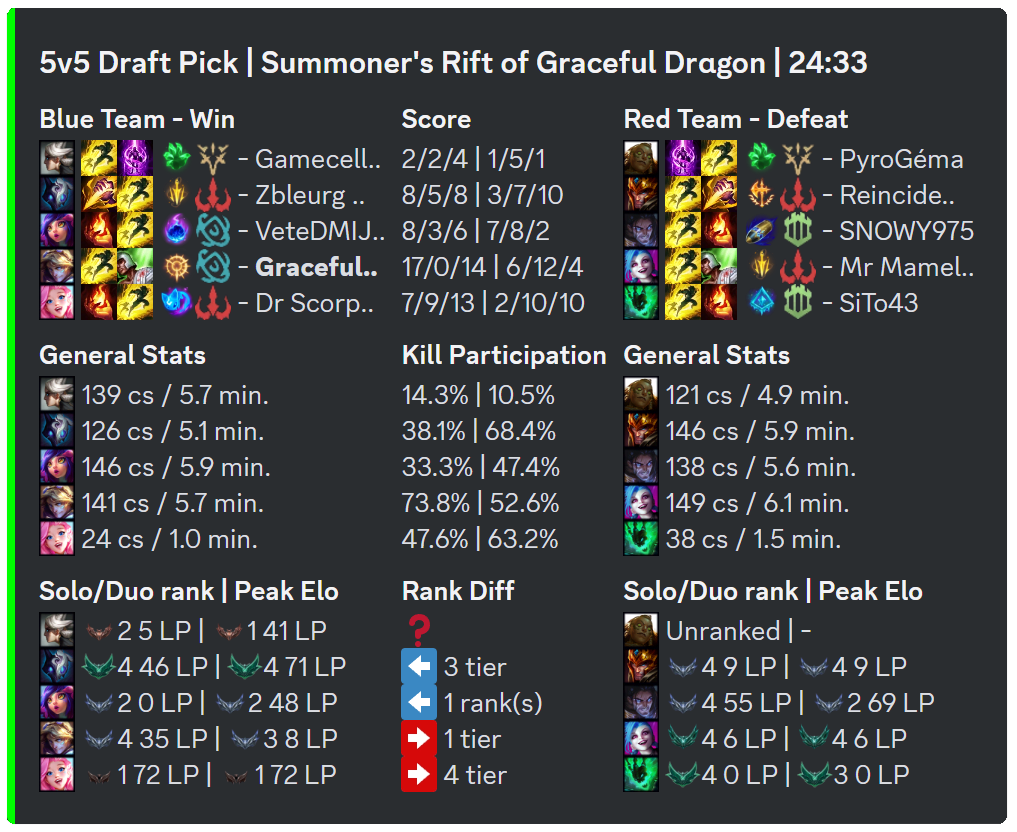 5v5 Draft Pick | Summoner's Rift of Graceful Drɑgon | 24:33
Blue Team - Win Score Red Team - Defeat
- Gamecell.. 2/2/4 | 1/5/1 - PyroGéma
- Zbleurg .. 8/5/8 | 3/7/10 - Reincide..
- VeteDMIJ.. 8/3/6 | 7/8/2 - SNOWY975
- Graceful.. 17/0/14 | 6/12/4 - Mr Mamel..
- Dr Scorp.. 7/9/13 | 2/10/10 - SiTo43
General Stats Kill Participation General Stats
139 cs / 5.7 min. 14.3% | 10.5% 121 cs / 4.9 min.
126 cs / 5.1 min. 38.1% | 68.4% 146 cs / 5.9 min.
146 cs / 5.9 min. 33.3% | 47.4% 138 cs / 5.6 min.
141 cs / 5.7 min. 73.8% | 52.6% 149 cs / 6.1 min.
24 cs / 1.0 min. 47.6% | 63.2% 38 cs / 1.5 min.
Solo/Duo rank | Peak Elo Rank Diff Solo/Duo rank | Peak Elo
2 5 LP | 1 41 LP ? Unranked | -
4 46 LP | 4 71 LP 3 tier 4 9 LP | 4 9 LP
2 0 LP | 2 48 LP 1 rank(s) 4 55 LP | 2 69 LP
4 35 LP | 3 8 LP 1 tier 4 6 LP | 4 6 LP
1 72 LP | 1 72 LP 4 tier 4 0 LP | 3 0 LP